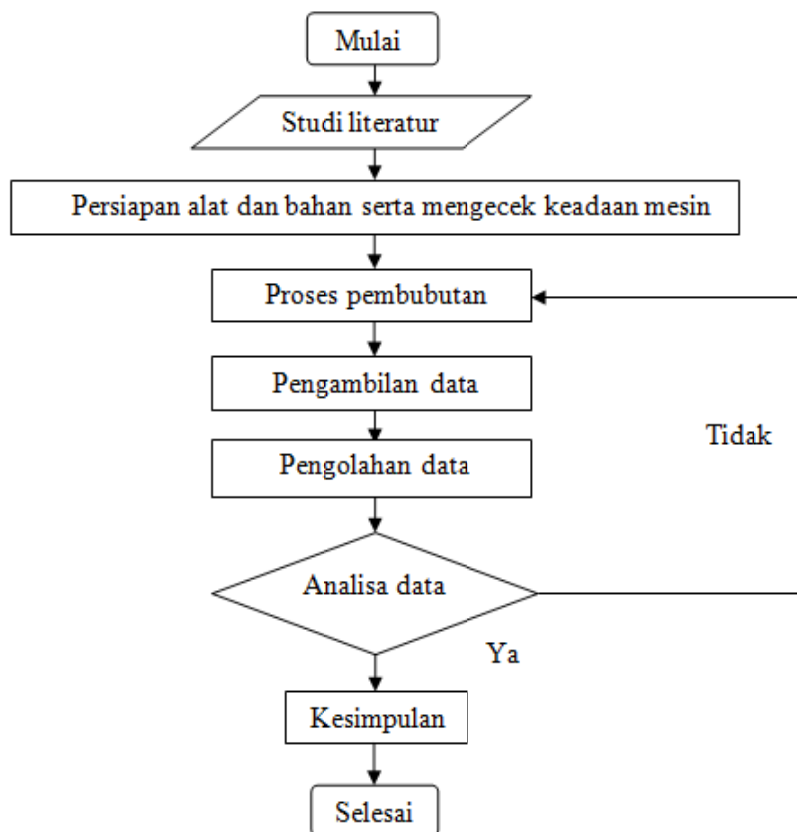 Mulai
Studi literatur
Persiapan alat dan bahan serta mengecek keadaan mesin
Proses pembubutan
Pengambilan data
Tidak
Pengolahan data
Analisa data
Ya
Kesimpulan
Selesai